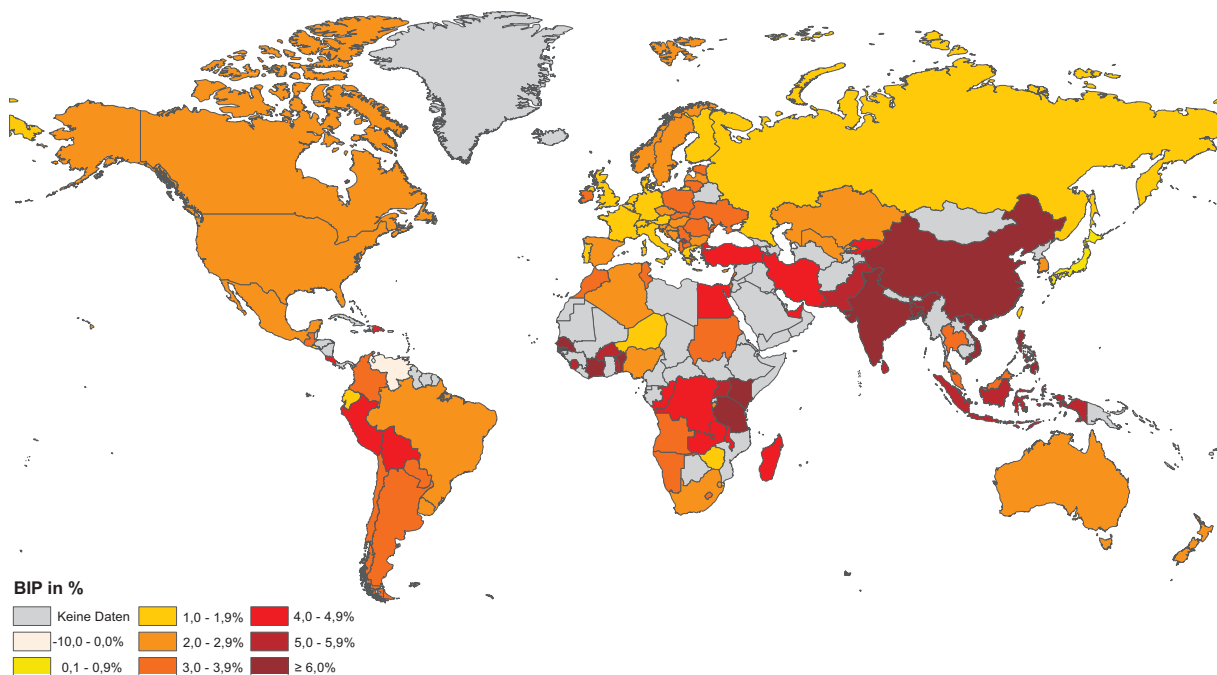 BIP in %
Keine Daten
-10,0 - 0,0%
0,1 - 0,9%
1,0 - 1,9%
2,0 - 2,9%
3,0 - 3,9%
4,0 - 4,9%
5,0 - 5,9%
≥ 6,0%